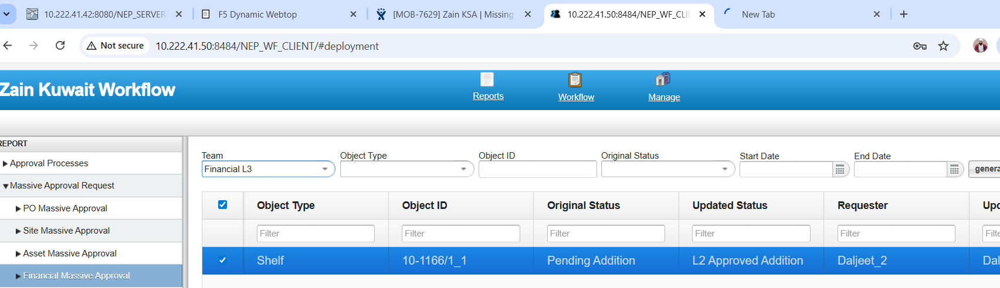 10.222.41.42:8080/NEP_SERVER
F5 Dynamic Webtop
[MOB-7629] Zain KSA | Missing
10.222.41.50:8484/NEP_WF_CLIE
New Tab
Not secure
10.222.41.50:8484/NEP_WF_CLIENT/#deployment
Zain Kuwait Workflow
Reports
Workflow
Manage
REPORT
Approval Processes
Massive Approval Request
PO Massive Approval
Site Massive Approval
Asset Massive Approval
Financial Massive Approval
Team
Object Type
Object ID
Original Status
Start Date
End Date
Financial L3
genera
Object Type
Object ID
Original Status
Updated Status
Requester
Upd
Filter
Filter
Filter
Filter
Filter
Filte
Shelf
10-1166/1_1
Pending Addition
L2 Approved Addition
Daljeet_2
Dal